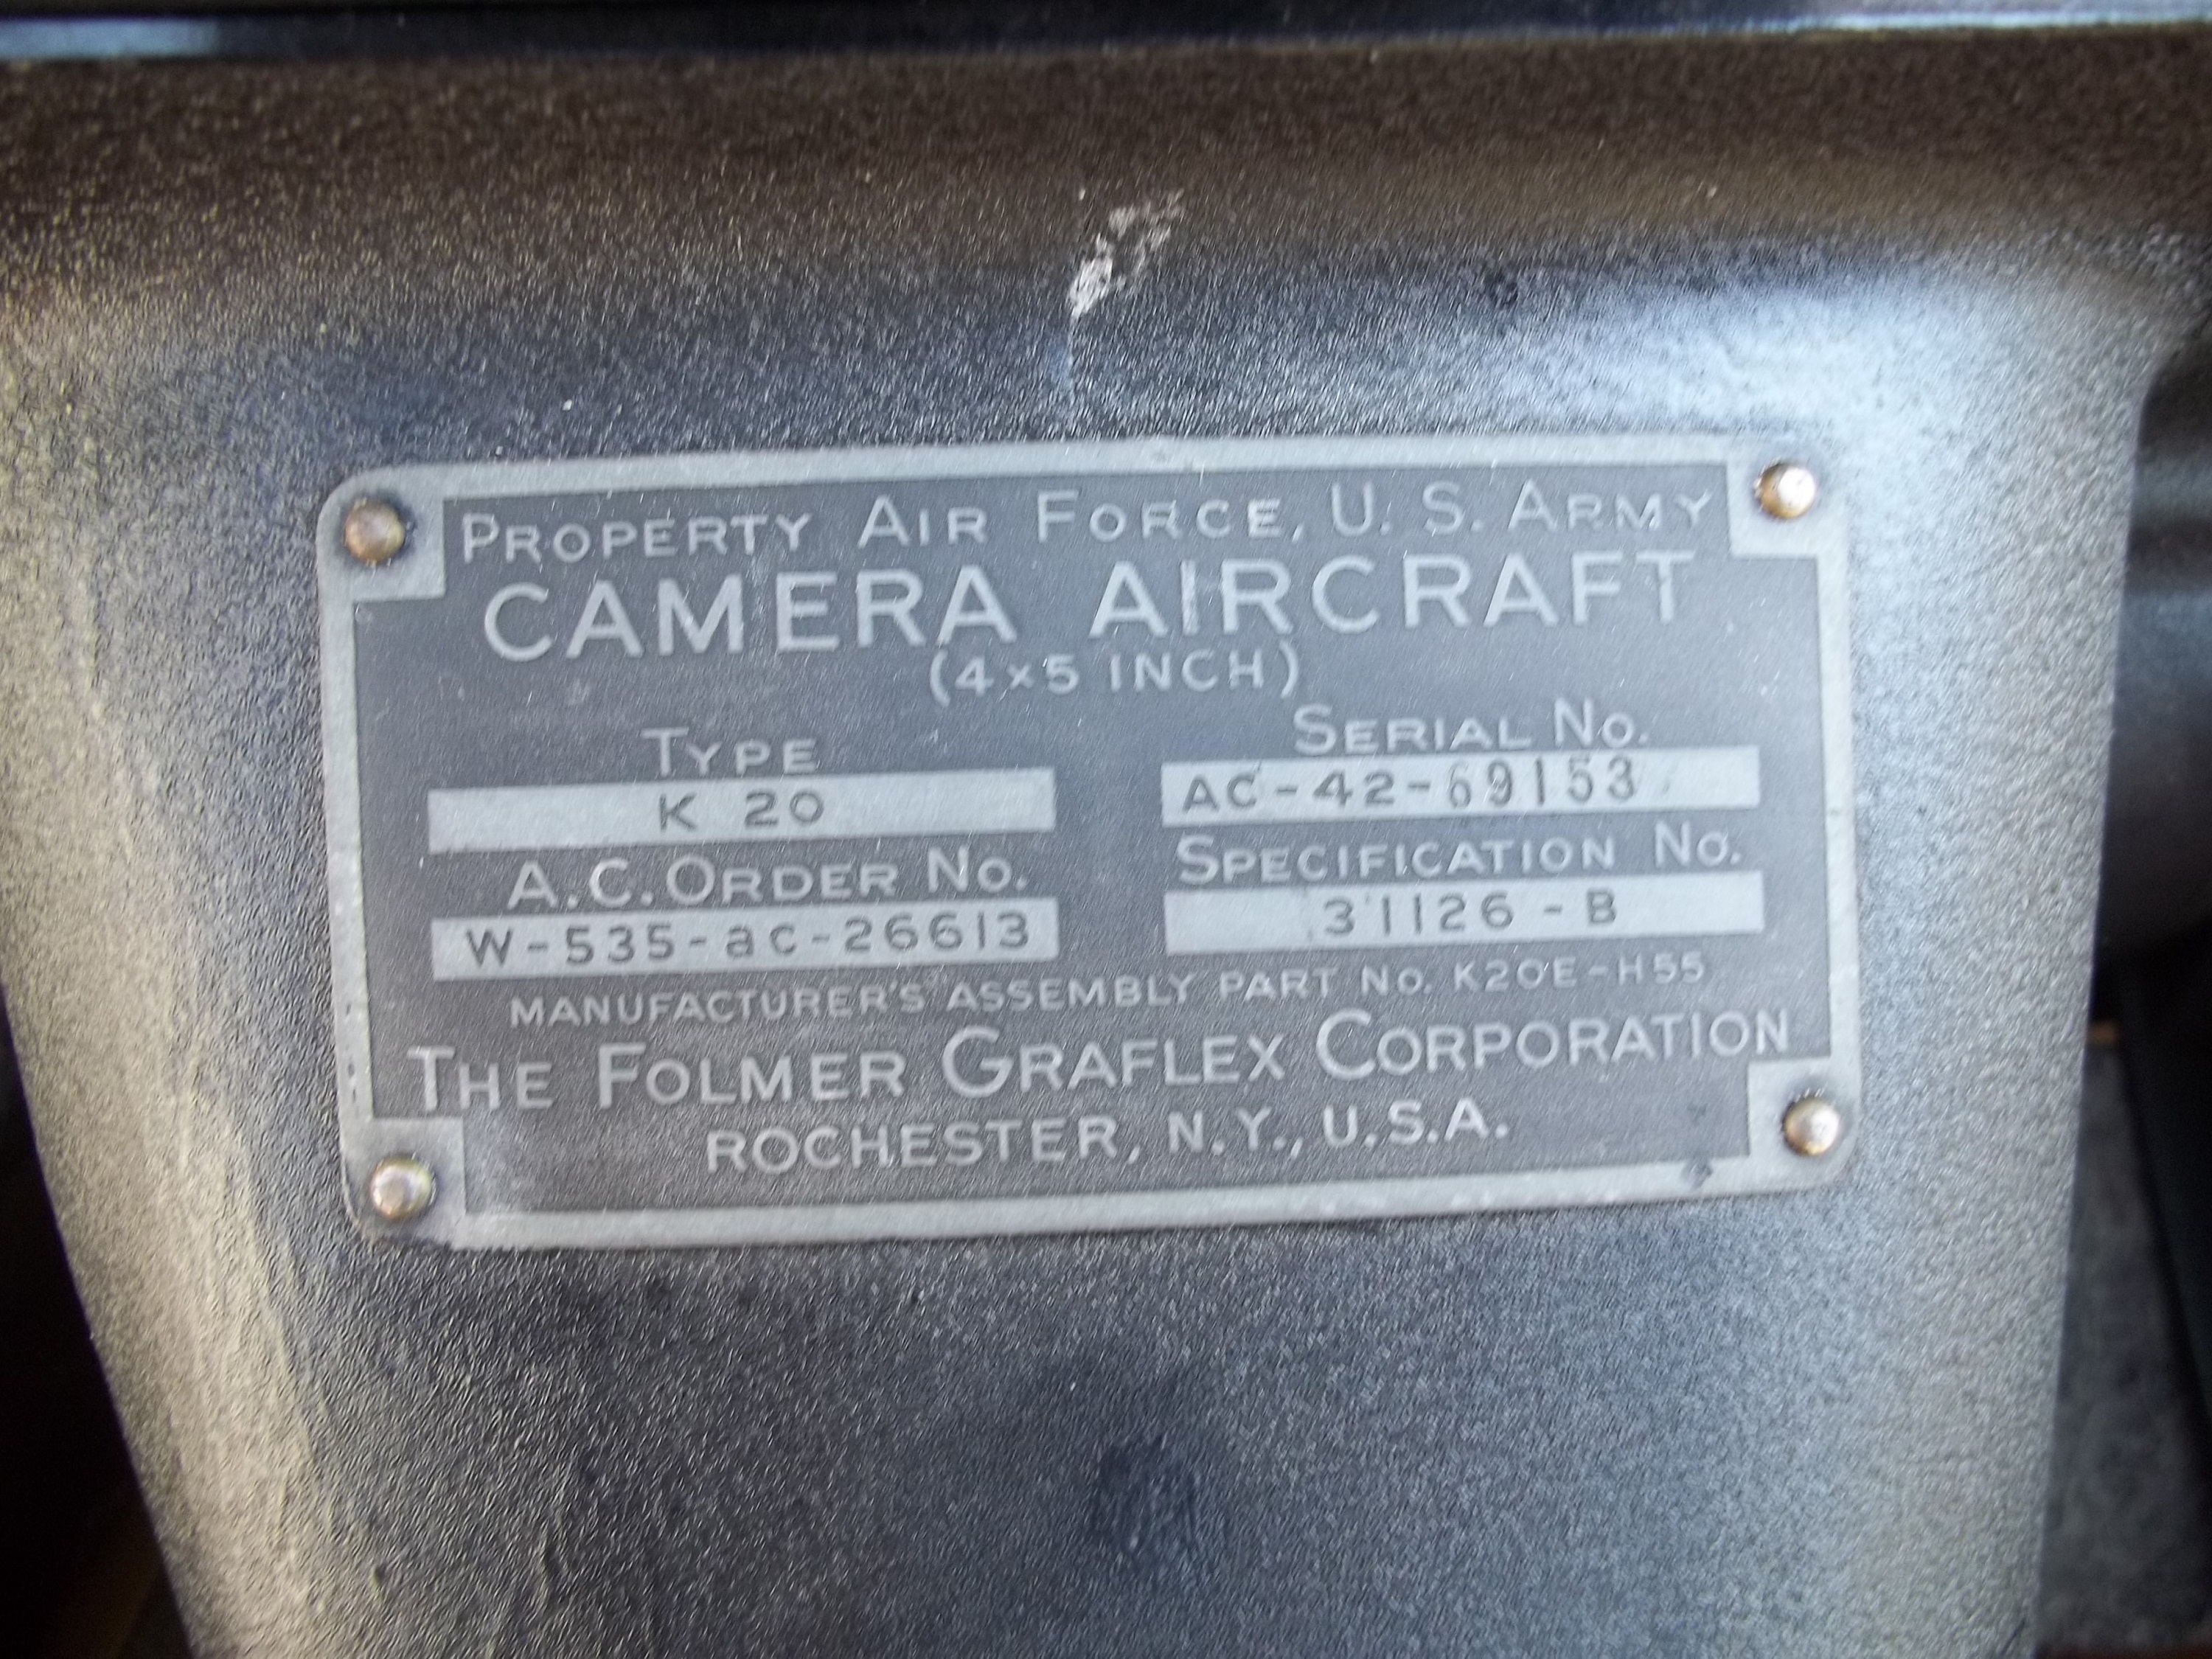 PROPERTY AIR FORCE, U. S. ARMY
CAMERA AIRCRAFT
(4×5 INCH)
TYPE
K 20
SERIAL NO.
AC-42-69153
A.C. ORDER NO.
W-535-ac-26613
SPECIFICATION NO.
31126-B
MANUFACTURER'S ASSEMBLY PART NO. K20E-H55
THE FOLMER GRAFLEX CORPORATION
ROCHESTER, N.Y., U.S.A.